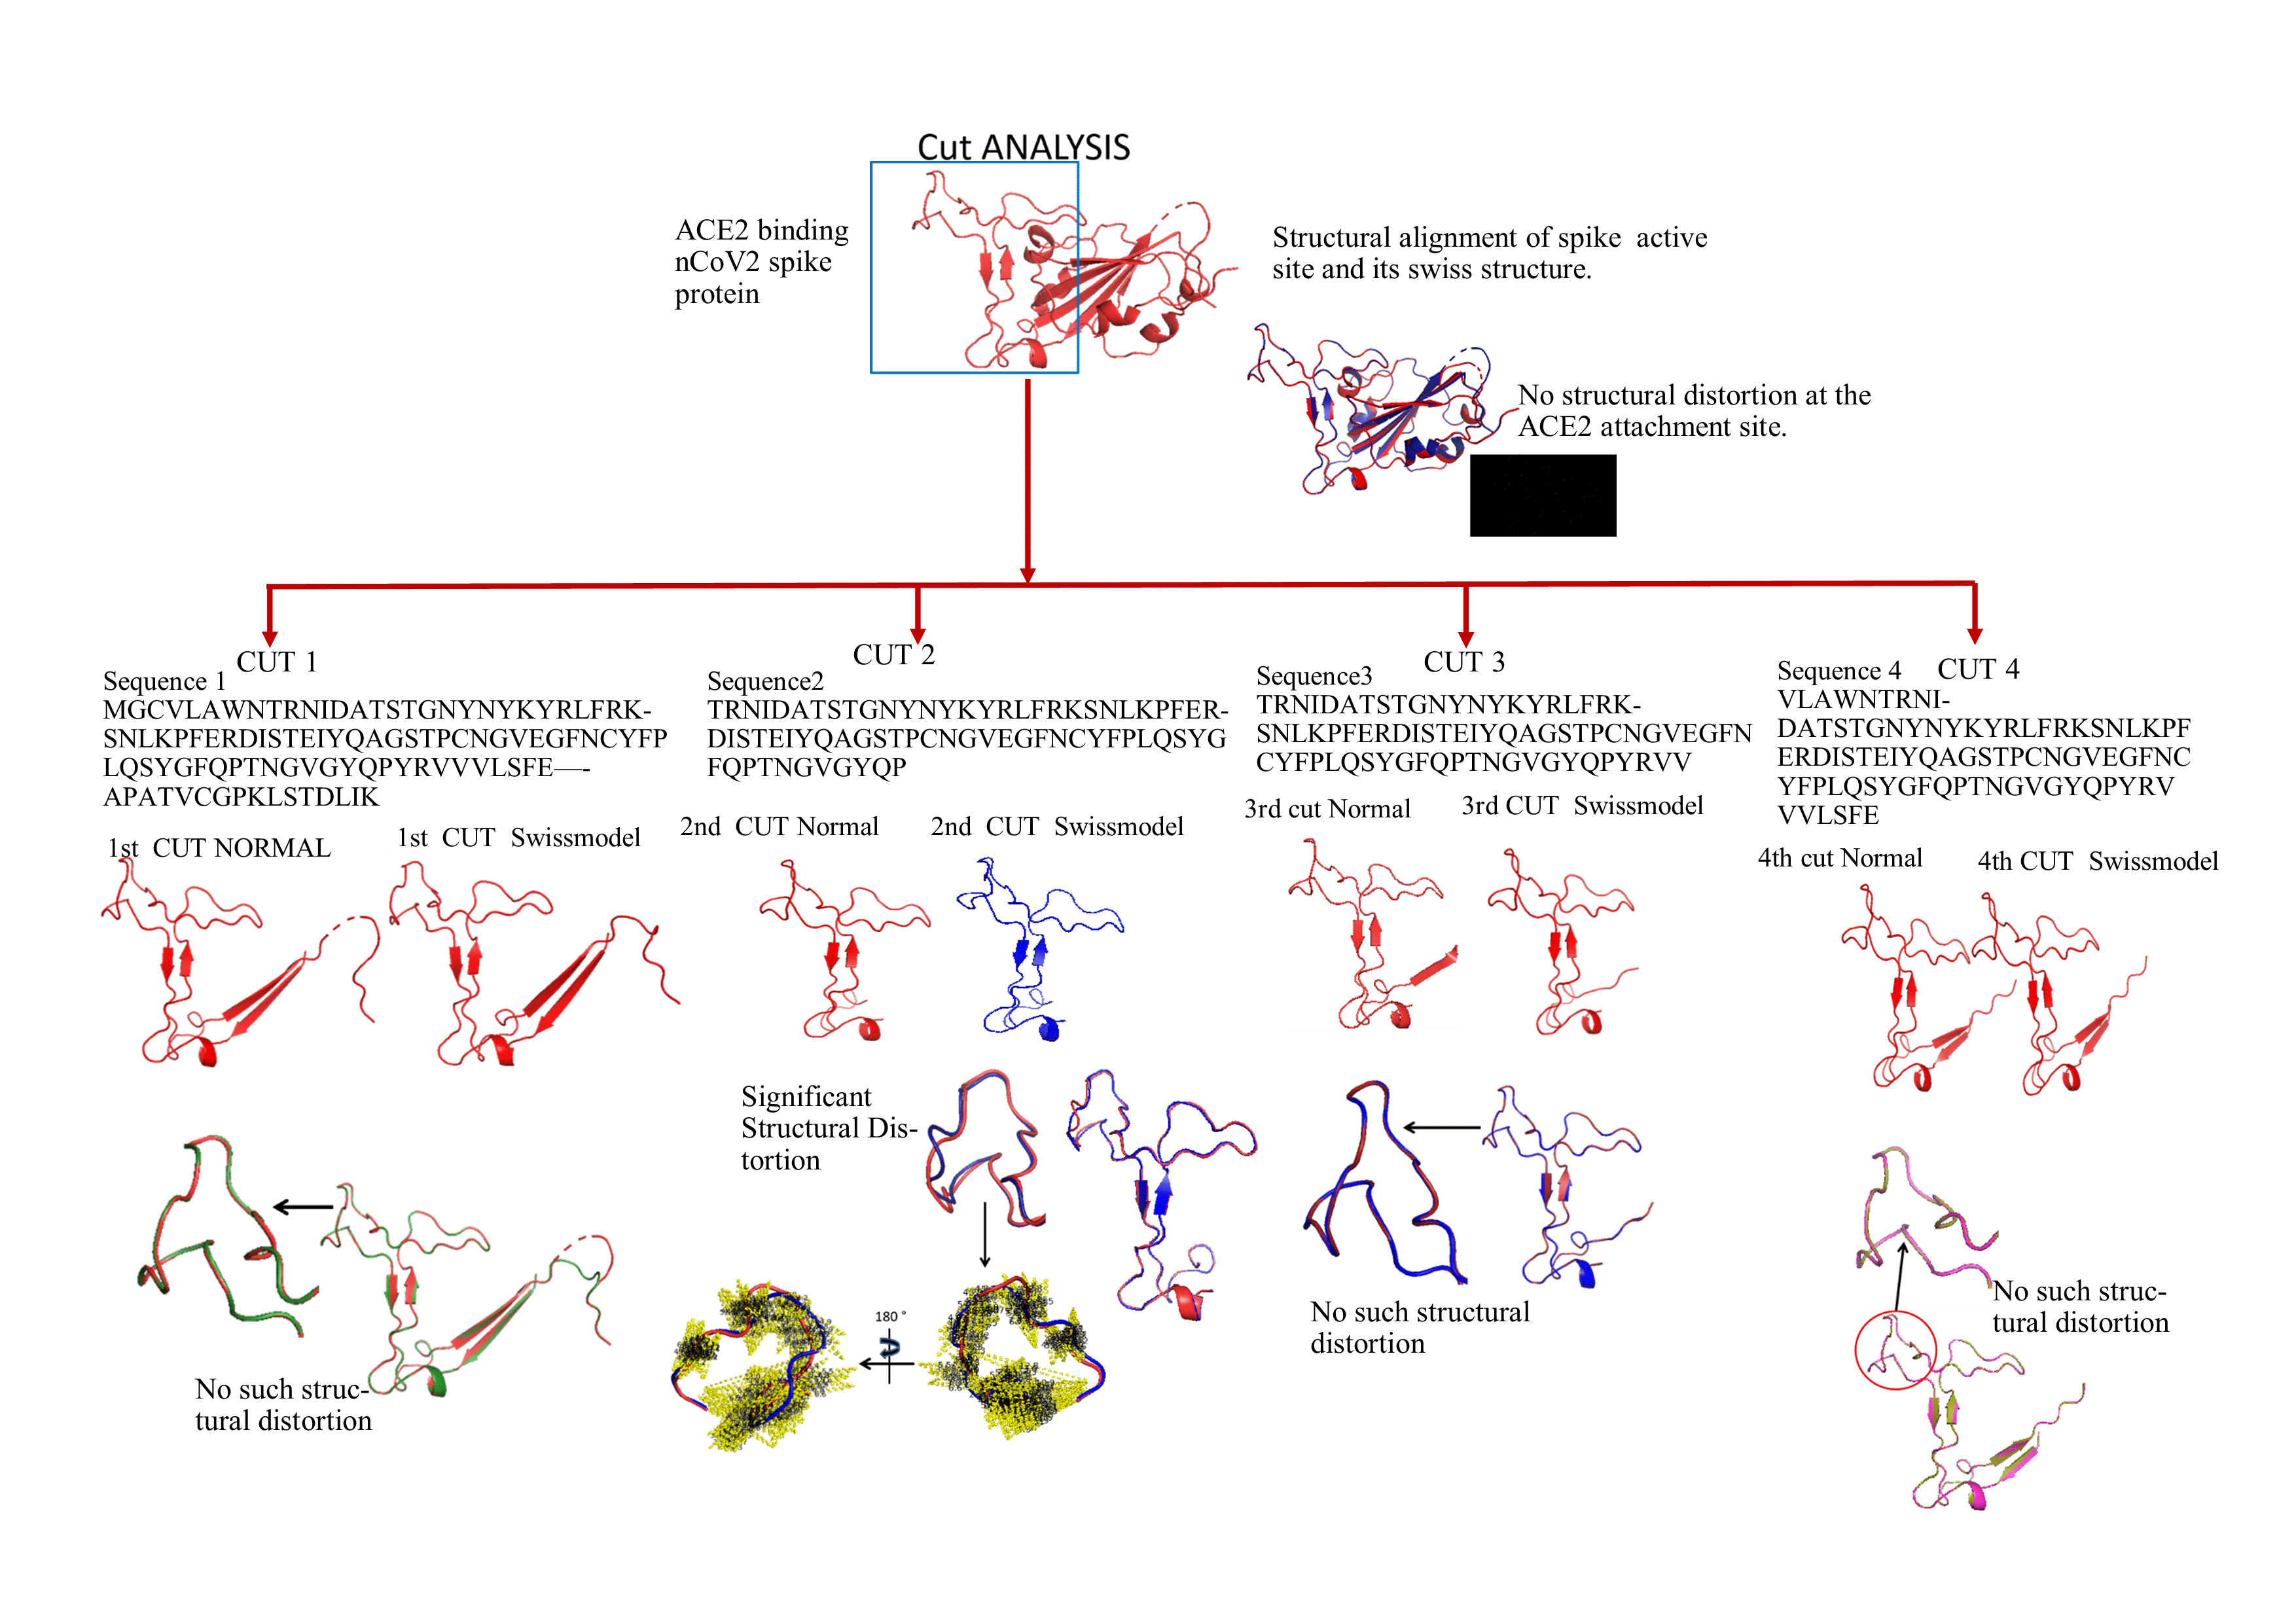 Cut ANALYSIS
ACE2 binding
nCoV2 spike
protein
Structural alignment of spike  active
site and its swiss structure.
No structural distortion at the
ACE2 attachment site.
CUT 1
Sequence 1
MGCVLAWNTRNIDATSTGNYNYKYRLFRK-
SNLKPFERDISTEIYQAGSTPCNGVEGFNCYFP
LQSYGFQPTNGVGYQPYRVVVLSFE—-
APATVCGPKLSTDLIK
1st  CUT NORMAL
1st  CUT  Swissmodel
No such struc-
tural distortion
CUT 2
Sequence2
TRNIDATSTGNYNYKYRLFRKSNLKPFER-
DISTEIYQAGSTPCNGVEGFNCYFPLQSYG
FQPTNGVGYQP
2nd  CUT Normal
2nd  CUT  Swissmodel
Significant
Structural Dis-
tortion
180 °
CUT 3
Sequence3
TRNIDATSTGNYNYKYRLFRK-
SNLKPFERDISTEIYQAGSTPCNGVEGFN
CYFPLQSYGFQPTNGVGYQPYRVV
3rd cut Normal
3rd CUT  Swissmodel
No such structural
distortion
Sequence 4
CUT 4
VLAWNTRNI-
DATSTGNYNYKYRLFRKSNLKPF
ERDISTEIYQAGSTPCNGVEGFNC
YFPLQSYGFQPTNGVGYQPYRV
VVLSFE
4th cut Normal
4th CUT  Swissmodel
No such struc-
tural distortion